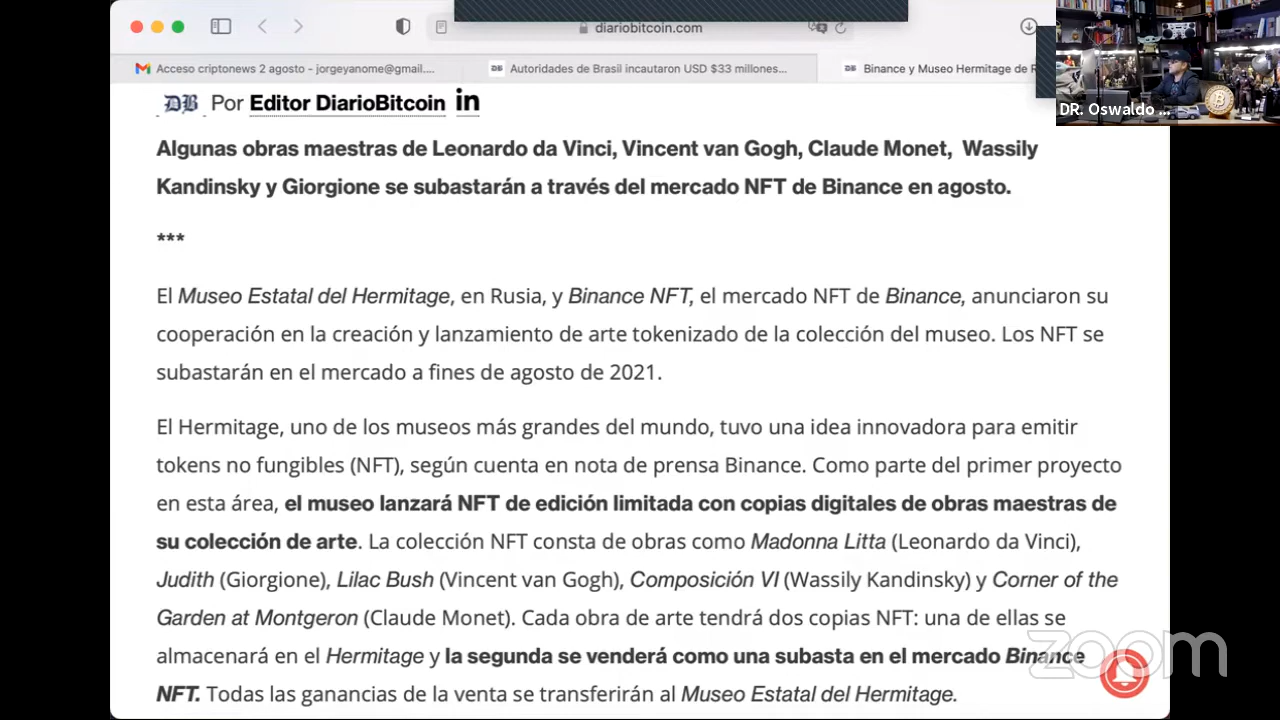 diariobitcoin.com
Acceso criptonews 2 agosto - jorgeyanome@gmail....
Autoridades de Brasil incautaron USD $33 millones...
Binance y Museo Hermitage de R
DR. Oswaldo ...
DB Por Editor DiarioBitcoin in
Algunas obras maestras de Leonardo da Vinci, Vincent van Gogh, Claude Monet, Wassily
Kandinsky y Giorgione se subastarán a través del mercado NFT de Binance en agosto.
***
El Museo Estatal del Hermitage, en Rusia, y Binance NFT, el mercado NFT de Binance, anunciaron su
cooperación en la creación y lanzamiento de arte tokenizado de la colección del museo. Los NFT se
subastarán en el mercado a fines de agosto de 2021.
El Hermitage, uno de los museos más grandes del mundo, tuvo una idea innovadora para emitir
tokens no fungibles (NFT), según cuenta en nota de prensa Binance. Como parte del primer proyecto
en esta área, el museo lanzará NFT de edición limitada con copias digitales de obras maestras de
su colección de arte. La colección NFT consta de obras como Madonna Litta (Leonardo da Vinci),
Judith (Giorgione), Lilac Bush (Vincent van Gogh), Composición VI (Wassily Kandinsky) y Corner of the
Garden at Montgeron (Claude Monet). Cada obra de arte tendrá dos copias NFT: una de ellas se
almacenará en el Hermitage y la segunda se venderá como una subasta en el mercado Binance
NFT. Todas las ganancias de la venta se transferirán al Museo Estatal del Hermitage.
zoom